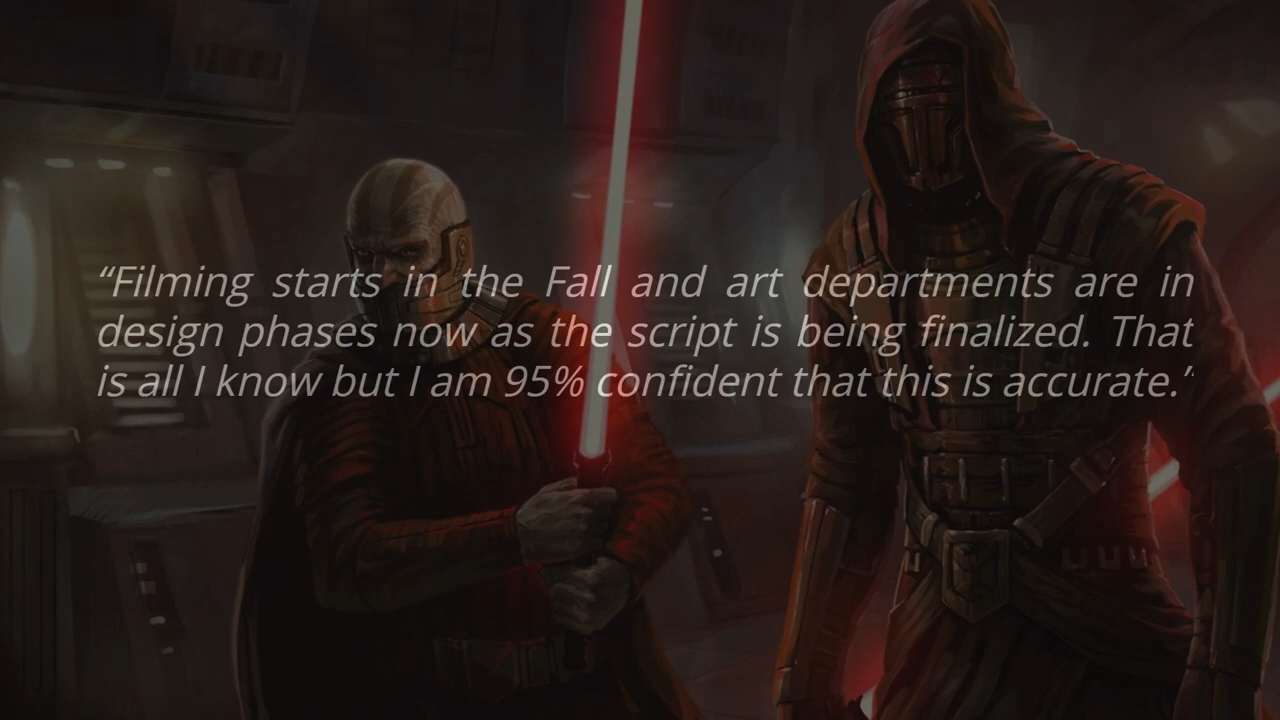 “Filming starts in the Fall and art departments are in
design phases now as the script is being finalized. That
is all I know but I am 95% confident that this is accurate.”